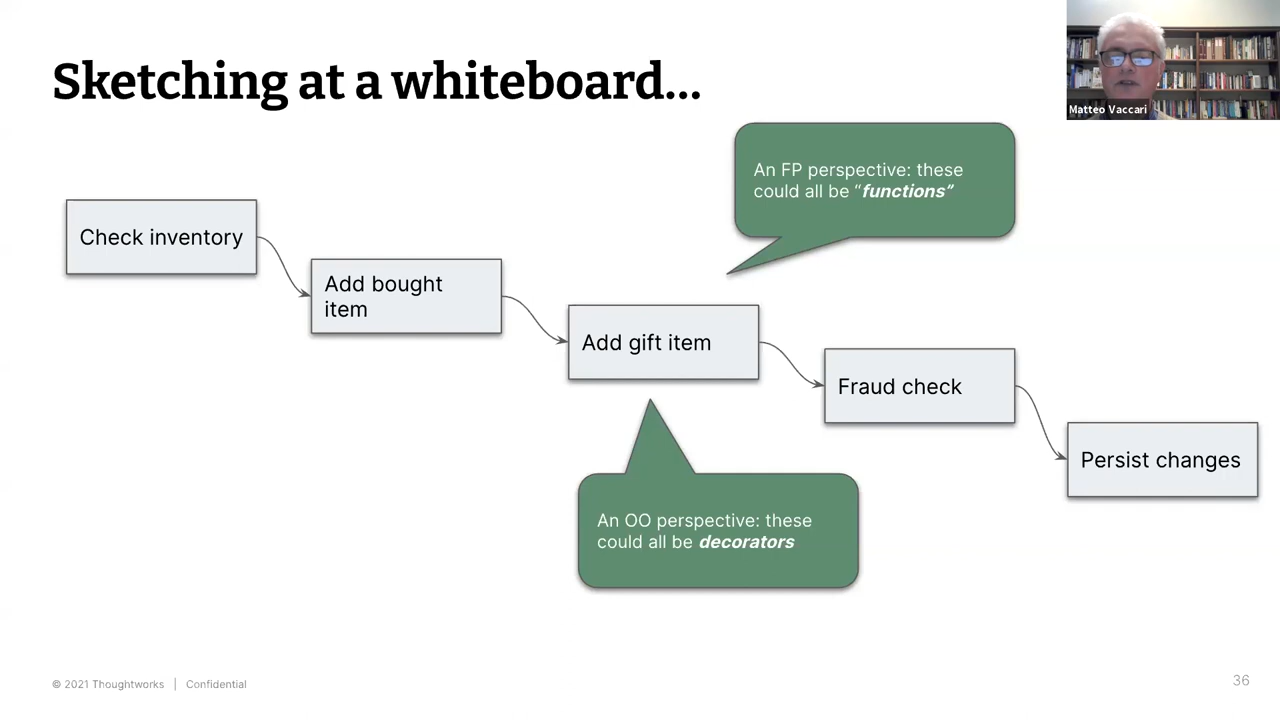 Sketching at a whiteboard...
Matteo Vaccari
An FP perspective: these
could all be “functions”
Check inventory
Add bought
item
Add gift item
Fraud check
Persist changes
An OO perspective: these
could all be decorators
© 2021 Thoughtworks | Confidential
36